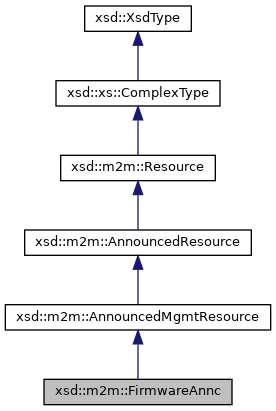 xsd::XsdType
xsd::xs::ComplexType
xsd::m2m::Resource
xsd::m2m::AnnouncedResource
xsd::m2m::AnnouncedMgmtResource
xsd::m2m::FirmwareAnnc